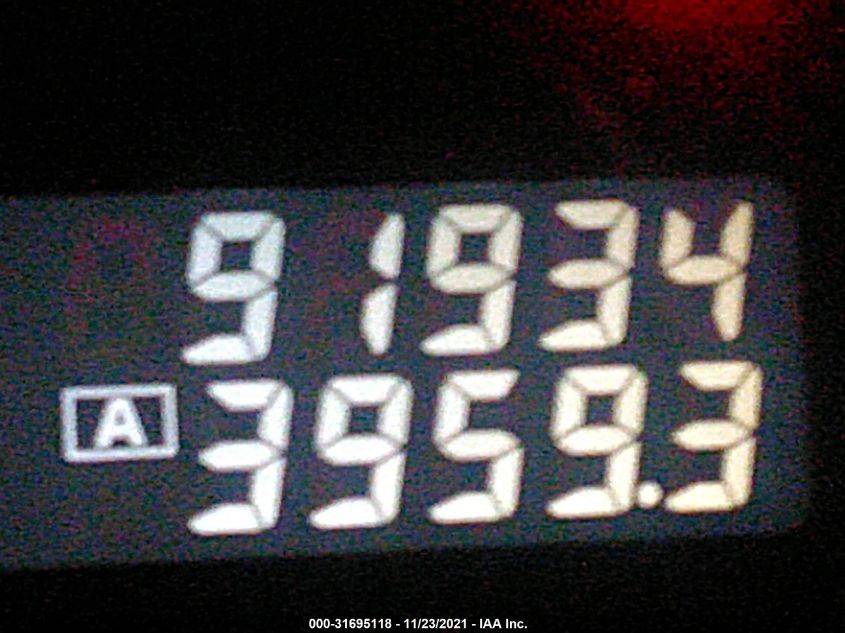 91934
A 3959.3
000-31695118 - 11/23/2021 - IAA Inc.